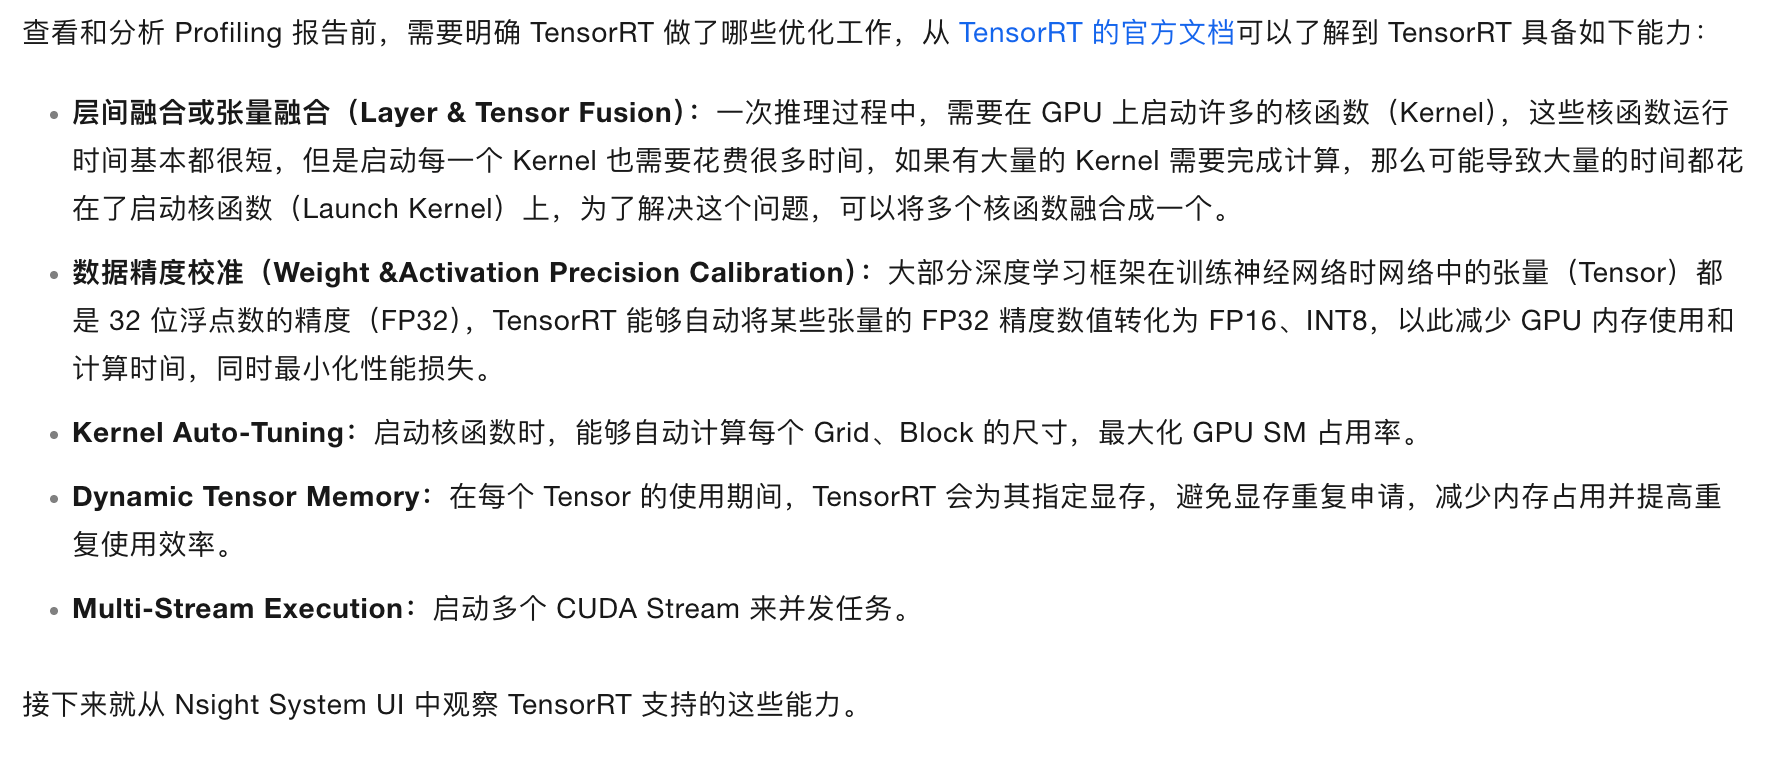 查看和分析 Profiling 报告前，需要明确 TensorRT 做了哪些优化工作，从 TensorRT 的官方文档可以了解到 TensorRT 具备如下能力：
• 层间融合或张量融合（Layer & Tensor Fusion）：一次推理过程中，需要在 GPU 上启动许多的核函数（Kernel），这些核函数运行
时间基本都很短，但是启动每一个 Kernel 也需要花费很多时间，如果有大量的 Kernel 需要完成计算，那么可能导致大量的时间都花
在了启动核函数（Launch Kernel）上，为了解决这个问题，可以将多个核函数融合成一个。
• 数据精度校准（Weight &Activation Precision Calibration）：大部分深度学习框架在训练神经网络时网络中的张量（Tensor）都
是 32 位浮点数的精度（FP32），TensorRT 能够自动将某些张量的 FP32 精度数值转化为 FP16、INT8，以此减少 GPU 内存使用和
计算时间，同时最小化性能损失。
• Kernel Auto-Tuning：启动核函数时，能够自动计算每个 Grid、Block 的尺寸，最大化 GPU SM 占用率。
• Dynamic Tensor Memory：在每个 Tensor 的使用期间，TensorRT 会为其指定显存，避免显存重复申请，减少内存占用并提高重
复使用效率。
• Multi-Stream Execution：启动多个 CUDA Stream 来并发任务。
接下来就从 Nsight System UI 中观察 TensorRT 支持的这些能力。